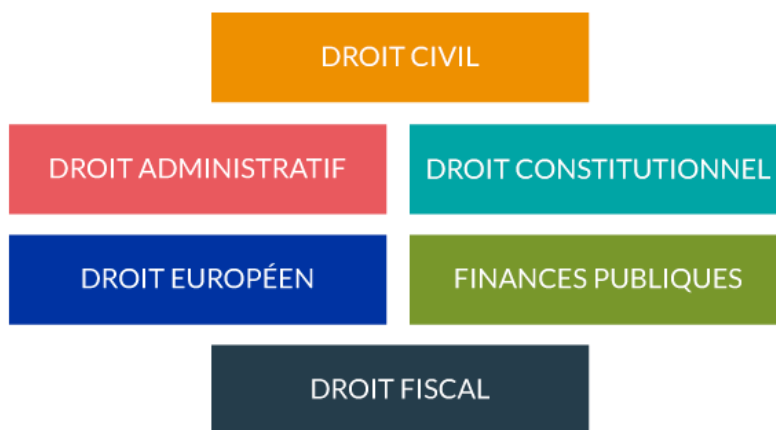 DROIT CIVIL
DROIT ADMINISTRATIF
DROIT CONSTITUTIONNEL
DROIT EUROPÉEN
FINANCES PUBLIQUES
DROIT FISCAL